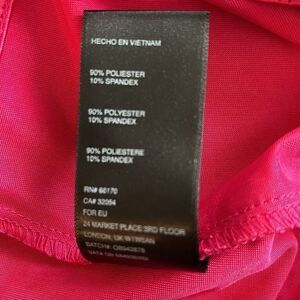 HECHO EN VIETNAM
90% POLIESTER
10% SPANDEX
90% POLYESTER
10% SPANDEX
90% POLIESTERE
10% SPANDEX
RN# 66170
CA# 32054
FOR EU
24 MARKET PLACE 3RD FLOOR
LONDON, UK
BATCH#: